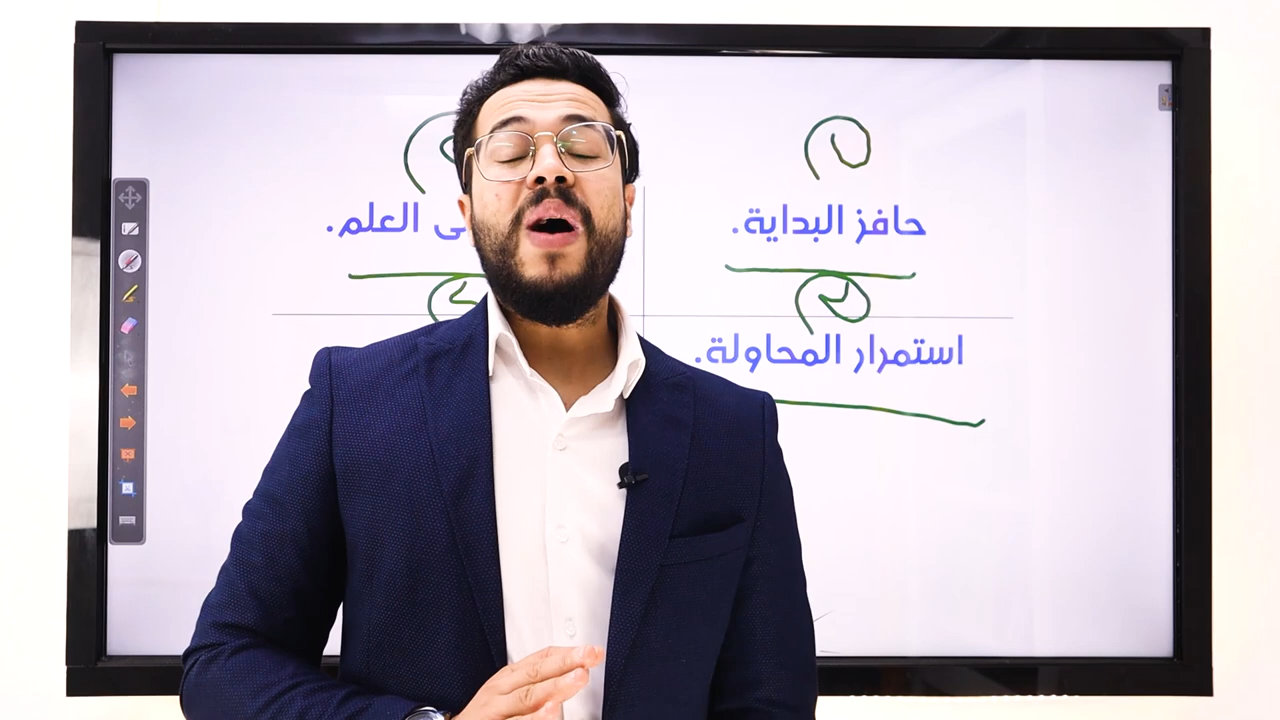 حافز البداية.
العلم.
استمرار المحاولة.